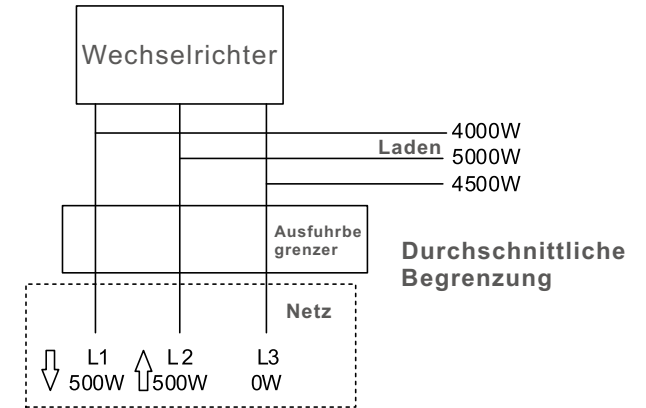 Wechselrichter
4000W
Laden
5000W
4500W
Ausfuhrbe
grenzer
Durchschnittliche
Begrenzung
Netz
L1 L2 L3
500W 500W 0W